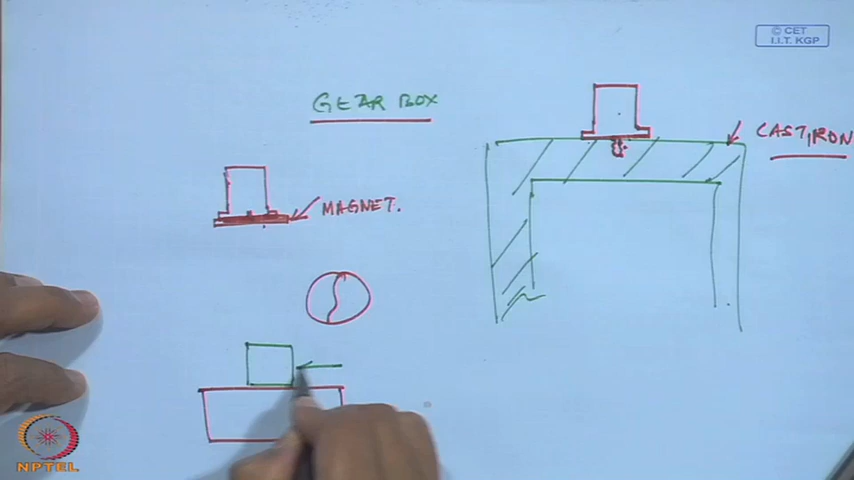 © CET
I.I.T. KGP
GEAR BOX
CAST, IRON
MAGNET.
NPTEL